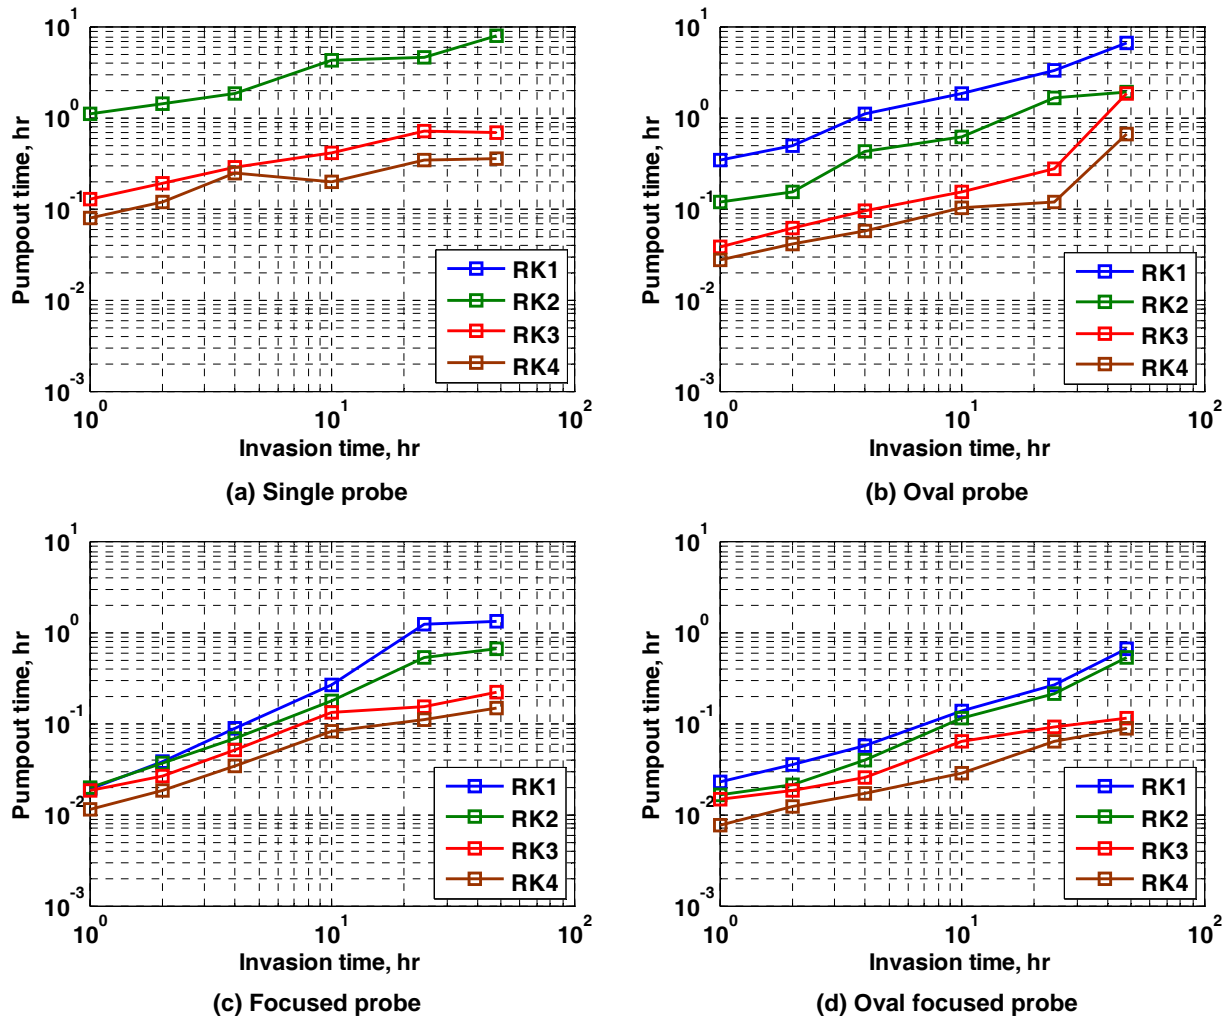 10^1
10^0
10^-1
10^-2
10^-3
Pumpout time, hr
RK1
RK2
RK3
RK4
10^0
10^1
10^2
Invasion time, hr
(a) Single probe
10^1
10^0
10^-1
10^-2
10^-3
Pumpout time, hr
RK1
RK2
RK3
RK4
10^0
10^1
10^2
Invasion time, hr
(b) Oval probe
10^1
10^0
10^-1
10^-2
10^-3
Pumpout time, hr
RK1
RK2
RK3
RK4
10^0
10^1
10^2
Invasion time, hr
(c) Focused probe
10^1
10^0
10^-1
10^-2
10^-3
Pumpout time, hr
RK1
RK2
RK3
RK4
10^0
10^1
10^2
Invasion time, hr
(d) Oval focused probe